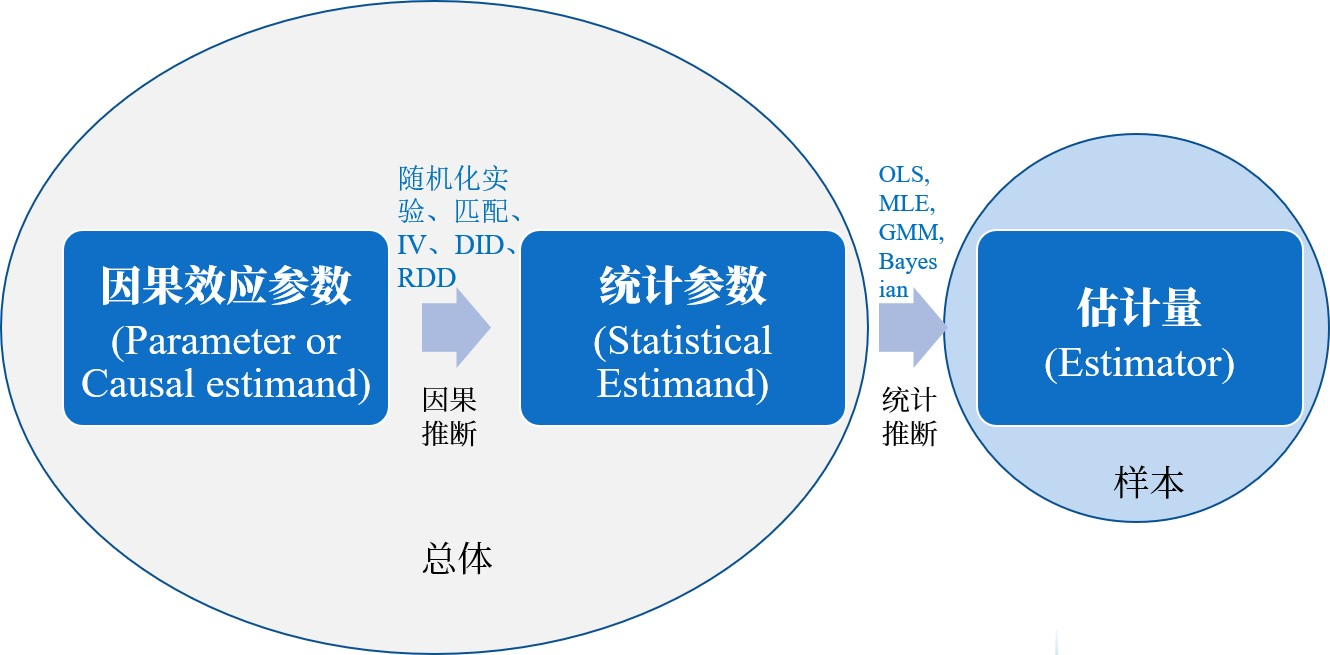 随机化实
验、匹配、
IV、DID、
RDD
因果效应参数
(Parameter or
Causal estimand)
因果
推断
统计参数
(Statistical
Estimand)
OLS,
MLE,
GMM,
Bayes
ian
统计
推断
估计量
(Estimator)
样本
总体